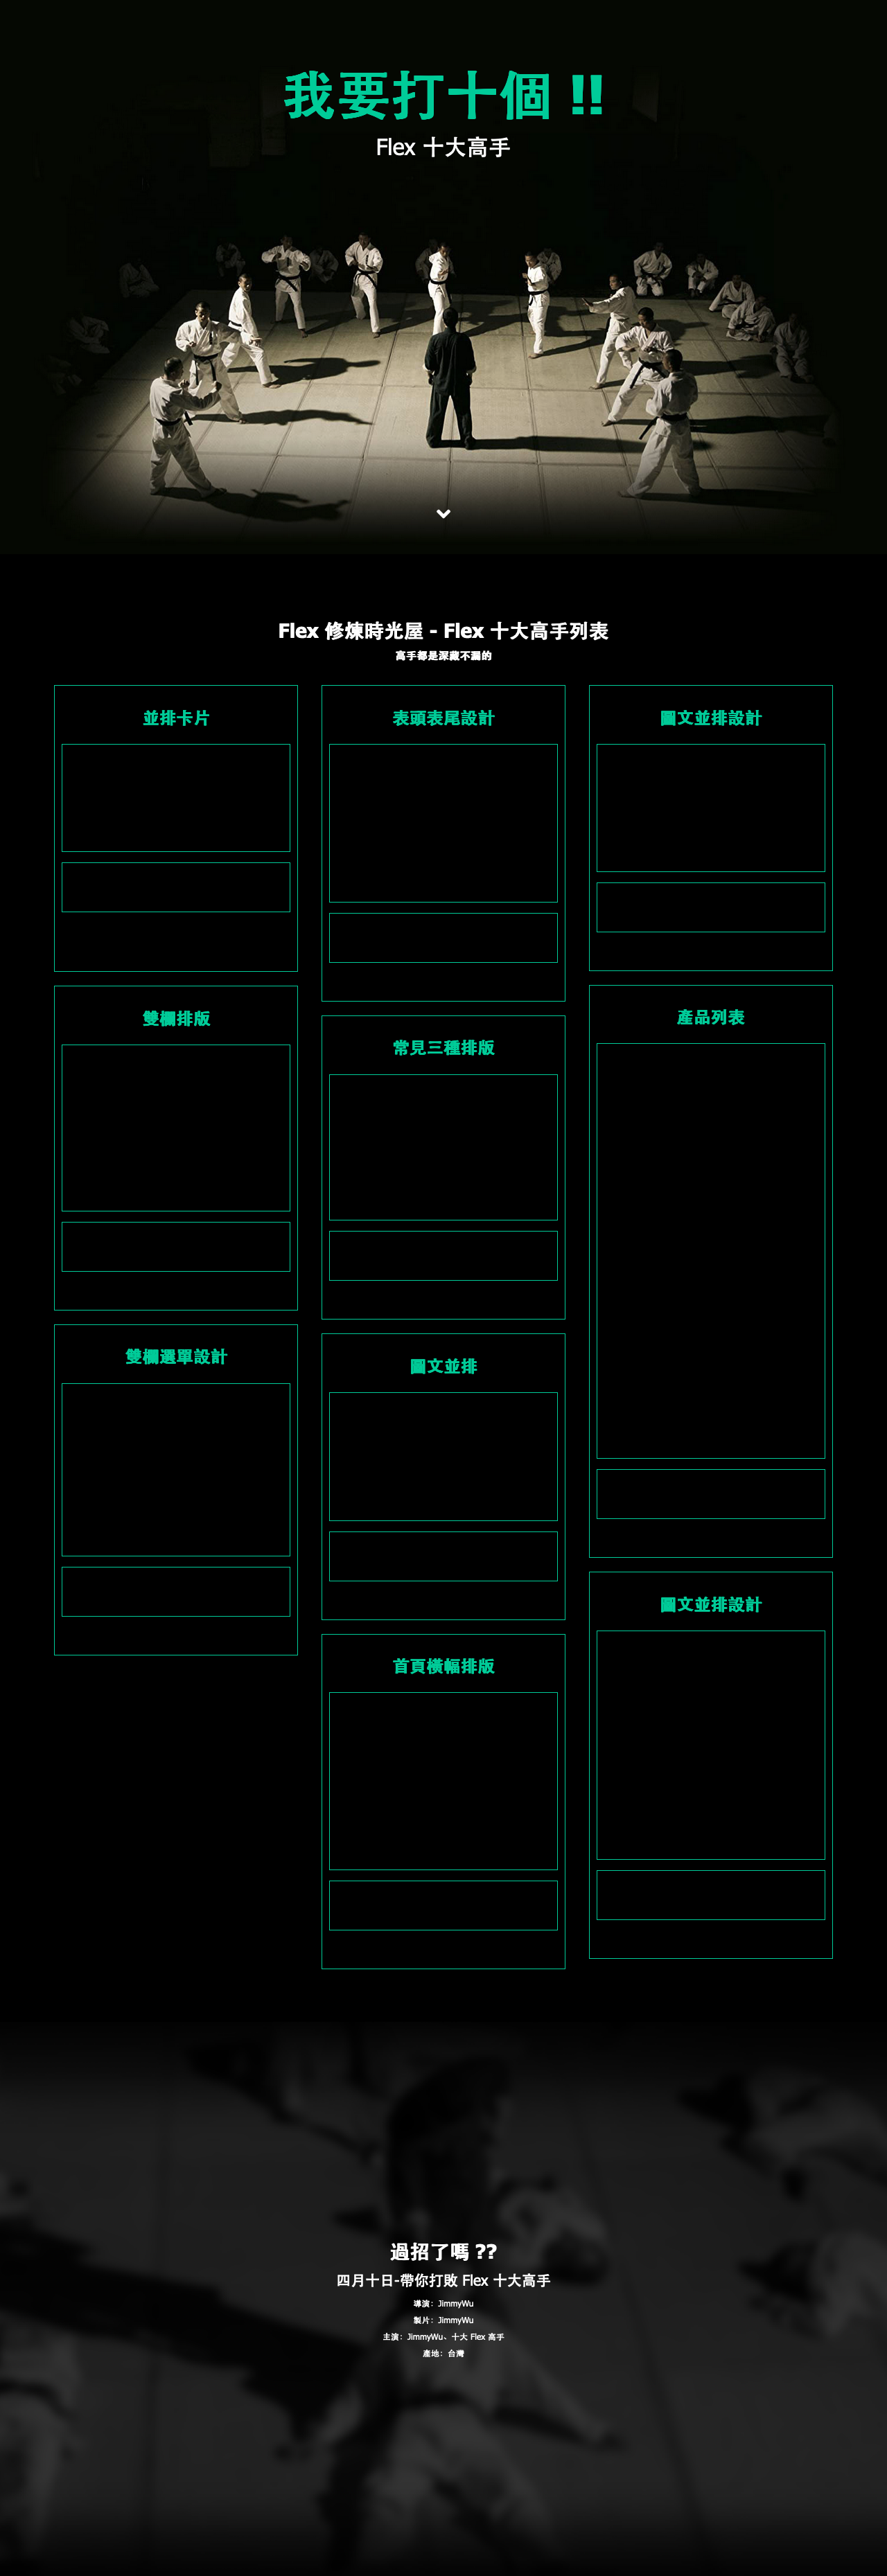 我要打十個 !!
Flex 十大高手
Flex 修煉時光屋 - Flex 十大高手列表
高手都是深藏不漏的
並排卡片
雙欄排版
雙欄選單設計
表頭表尾設計
常見三種排版
圖文並排
首頁橫幅排版
圖文並排設計
產品列表
圖文並排設計
過招了嗎 ??
四月十日-帶你打敗 Flex 十大高手
導演：JimmyWu
製片：JimmyWu
主演：JimmyWu、十大 Flex 高手
產地：台灣